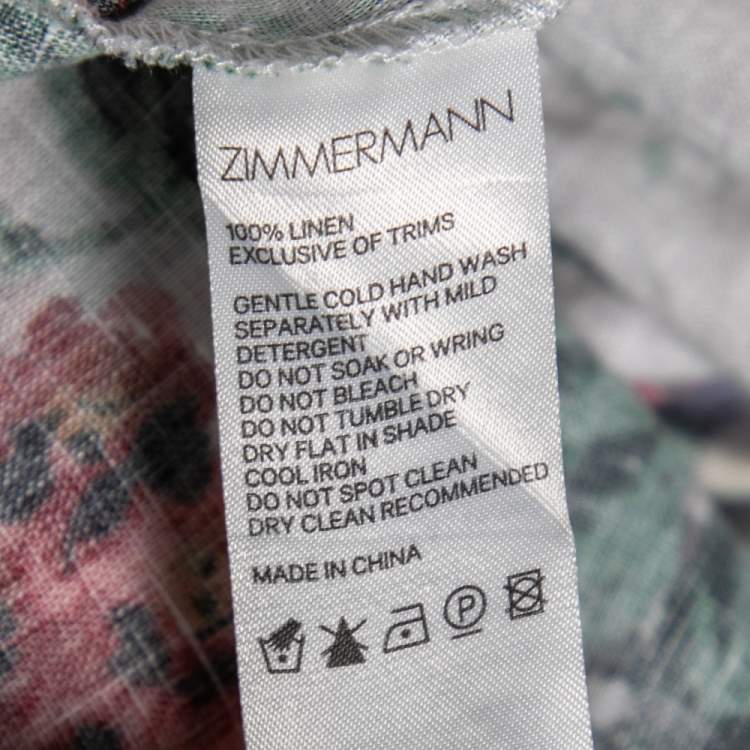 ZIMMERMANN
100% LINEN
EXCLUSIVE OF TRIMS
GENTLE COLD HAND WASH
SEPARATELY WITH MILD
DETERGENT
DO NOT SOAK OR WRING
DO NOT BLEACH
DO NOT TUMBLE DRY
DRY FLAT IN SHADE
COOL IRON
DO NOT SPOT CLEAN
DRY CLEAN RECOMMENDED
MADE IN CHINA
P